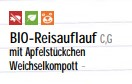 BIO-Reisauflauf C,G
mit Apfelstückchen
Weichselkompott –